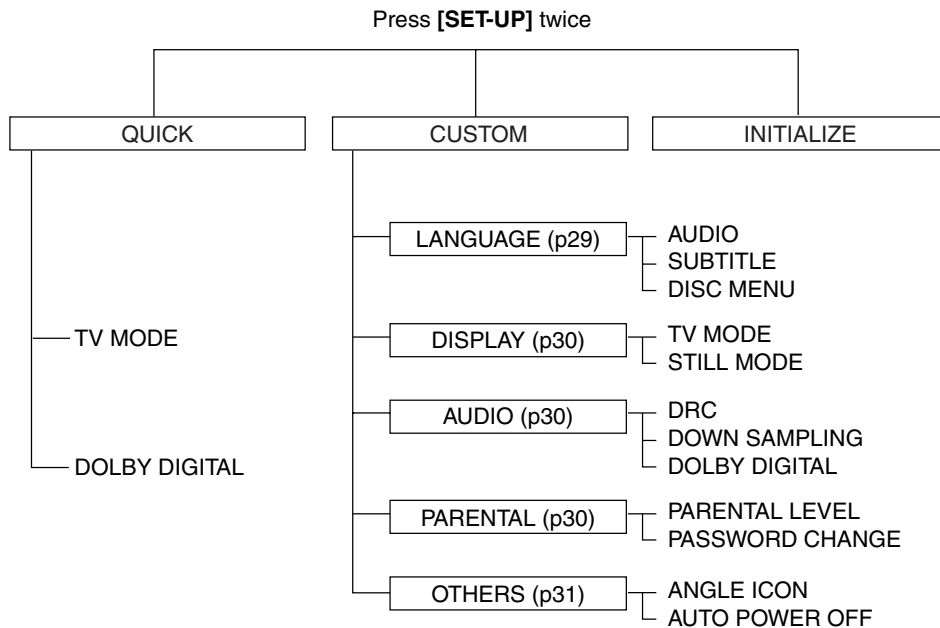 Press [SET-UP] twice
QUICK
CUSTOM
INITIALIZE
TV MODE
DOLBY DIGITAL
LANGUAGE (p29)
AUDIO
SUBTITLE
DISC MENU
DISPLAY (p30)
TV MODE
STILL MODE
AUDIO (p30)
DRC
DOWN SAMPLING
DOLBY DIGITAL
PARENTAL (p30)
PARENTAL LEVEL
PASSWORD CHANGE
OTHERS (p31)
ANGLE ICON
AUTO POWER OFF